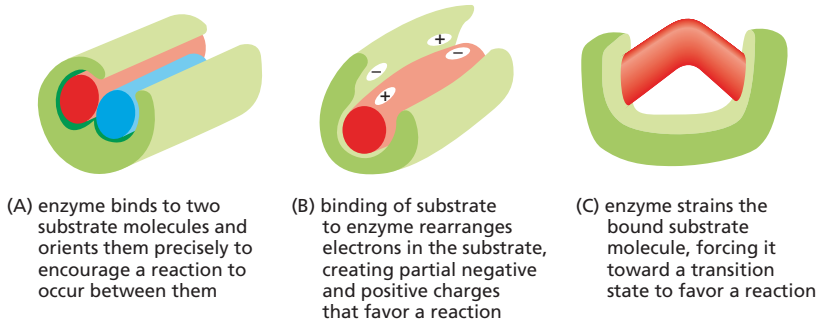 +
−
−
+
(A) enzyme binds to two
substrate molecules and
orients them precisely to
encourage a reaction to
occur between them
(B) binding of substrate
to enzyme rearranges
electrons in the substrate,
creating partial negative
and positive charges
that favor a reaction
(C) enzyme strains the
bound substrate
molecule, forcing it
toward a transition
state to favor a reaction